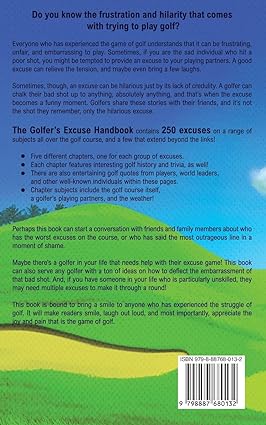 Do you know the frustration and hilarity that comes
with trying to play golf?
Everyone who has experienced the game of golf understands that it can be frustrating,
unfair, and embarrassing to play. Sometimes, if you are the sad individual who hit a
poor shot, you might be tempted to provide an excuse to your playing partners. A good
excuse can relieve the tension, and maybe even bring a few laughs.
Sometimes, though, an excuse can be hilarious just by its lack of credulity. A golfer can
chalk their bad shot up to anything, absolutely anything, and that's when the excuse
becomes a funny moment. Golfers share these stories with their friends, and it's not the
shot they remember, only the hilarious excuse.
The Golfer's Excuse Handbook contains 250 excuses on a range of
subjects all over the golf course, and a few that extend beyond the links!
• Five different chapters, one for each group of excuses.
• Each chapter features interesting golf history and trivia, as well!
• There are also entertaining golf quotes from players, world leaders,
and other well-known individuals within these pages.
• Chapter subjects include the golf course itself,
a golfer's playing partners, and the weather!
Perhaps this book can start a conversation with friends and family members about who
has the worst excuses on the course, or who has said the most outrageous line in a
moment of shame.
Maybe there's a golfer in your life that needs help with their excuse game! This book
can also serve any golfer with a ton of ideas on how to deflect the embarrassment of
that bad shot. And, if you have someone in your life who is particularly unskilled, they
may need multiple excuses to make it through a round!
This book is bound to bring a smile to anyone who has experienced the struggle of
golf. It will make readers smile, laugh out loud, and most importantly, appreciate the
joy and pain that is the game of golf.
ISBN 979-8-88768-013-2
9 798887 680132